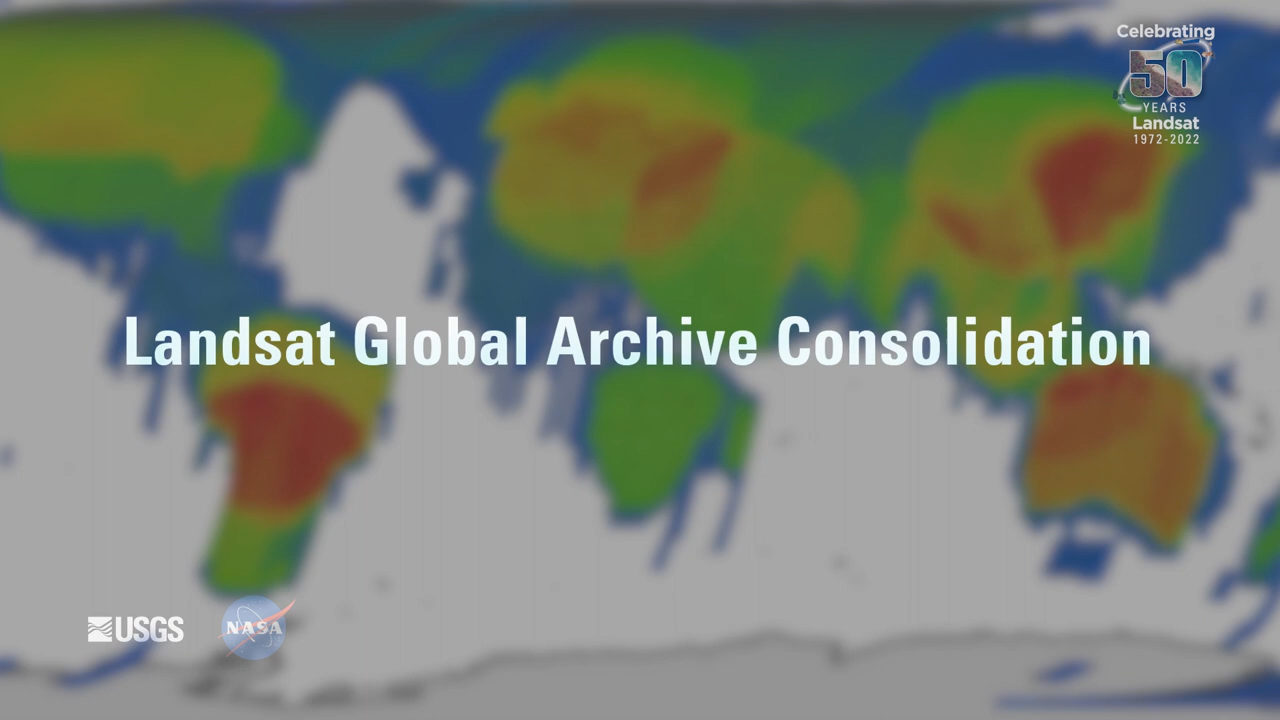 Celebrating
50
YEARS
Landsat
1972-2022
Landsat Global Archive Consolidation
USGS
NASA